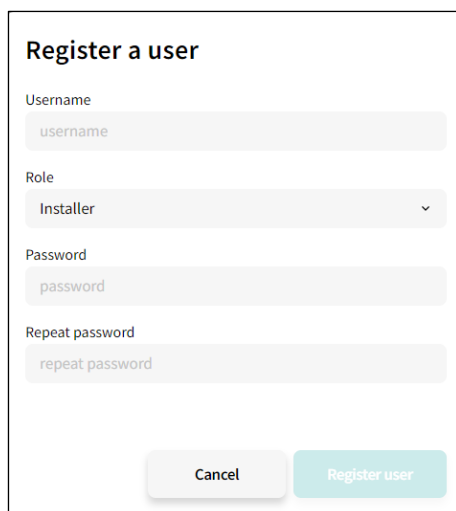 Register a user
Username
username
Role
Installer
Password
password
Repeat password
repeat password
Cancel
Register user